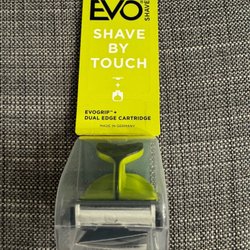 EVO
SHAVE
SHAVE
BY
TOUCH
EVOGRIP™ +
DUAL EDGE CARTRIDGE
MADE IN GERMANY